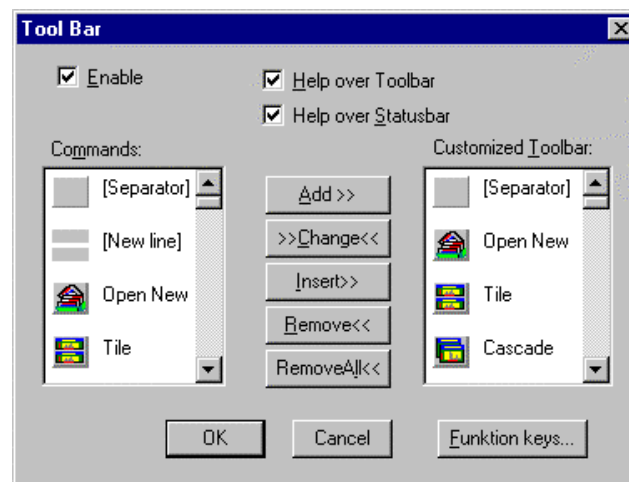 Tool Bar
Enable
Help over Toolbar
Help over Statusbar
Commands:
[Separator]
[New line]
Open New
Tile
Add >>
>>Change<<
Insert>>
Remove<<
RemoveAll<<
Customized Toolbar:
[Separator]
Open New
Tile
Cascade
OK
Cancel
Funktion keys...